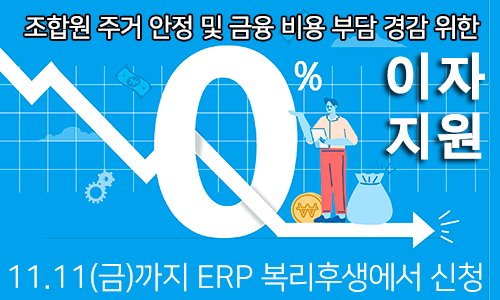 조합원 주거 안정 및 금융 비용 부담 경감 위한
0%
이자
지원
₩
11.11(금)까지 ERP 복리후생에서 신청